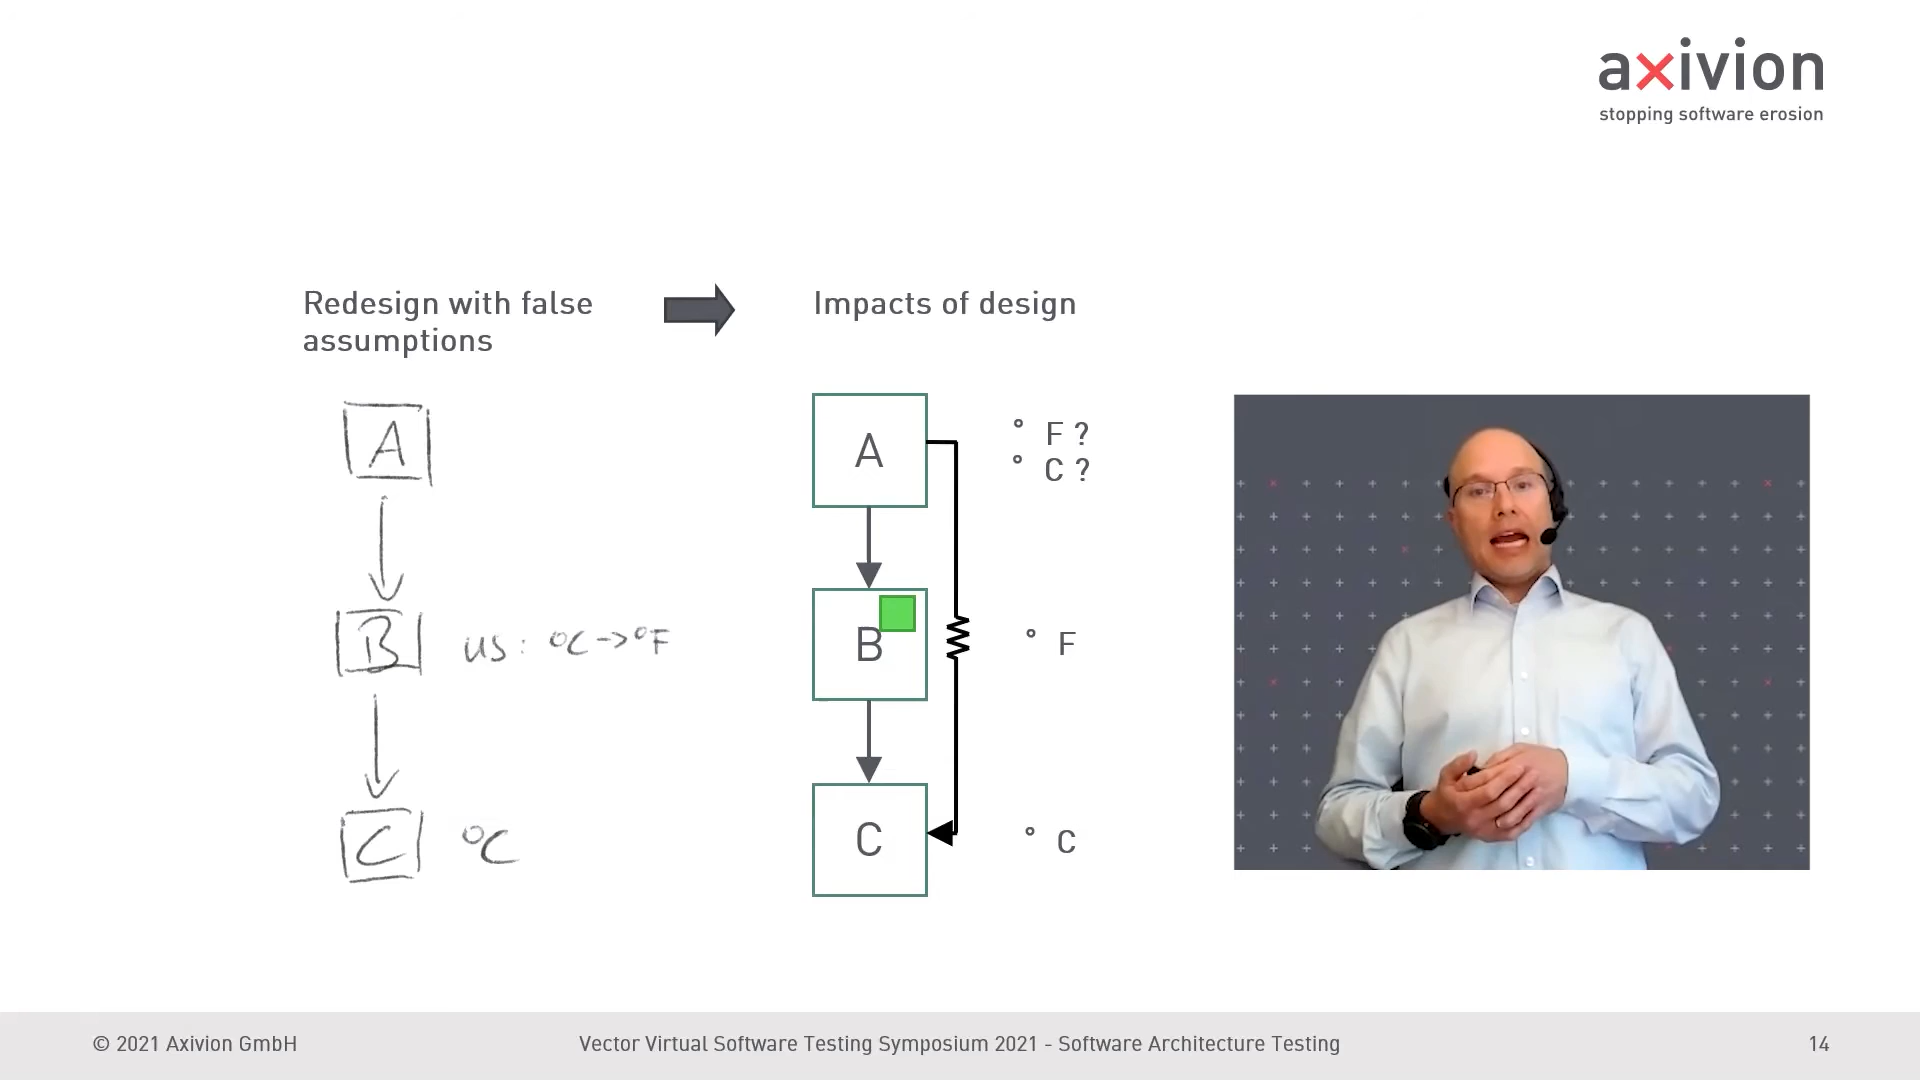 axivion
stopping software erosion
Redesign with false
assumptions
Impacts of design
A
B us: °C->°F
C °C
A ° F ?
° C ?
B ° F
C ° C
© 2021 Axivion GmbH
Vector Virtual Software Testing Symposium 2021 - Software Architecture Testing
14